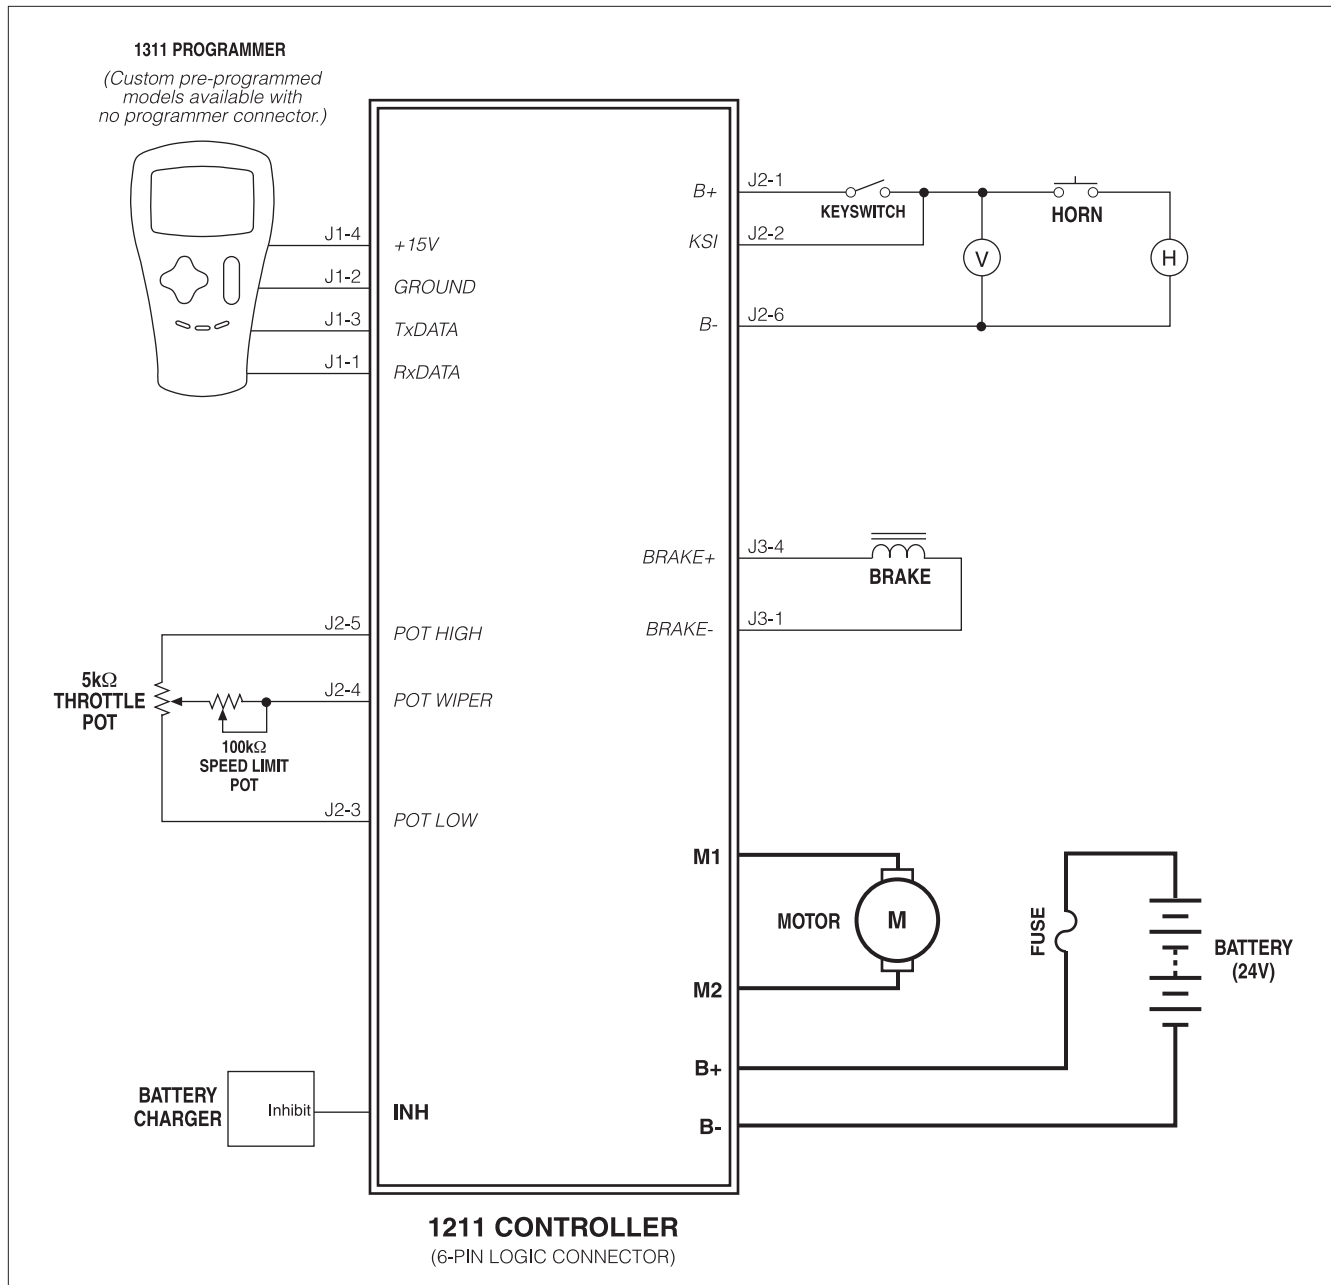 1311 PROGRAMMER
(Custom pre-programmed
models available with
no programmer connector.)
J1-4
+15V
J1-2
GROUND
J1-3
TxDATA
J1-1
RxDATA
B+
J2-1
KEYSWITCH
HORN
KSI
J2-2
V
H
B-
J2-6
BRAKE+
J3-4
BRAKE
BRAKE-
J3-1
J2-5
POT HIGH
5kΩ
THROTTLE
POT
J2-4
POT WIPER
100kΩ
SPEED LIMIT
POT
J2-3
POT LOW
M1
MOTOR
M
M2
FUSE
BATTERY
(24V)
B+
B-
BATTERY
CHARGER
Inhibit
INH
1211 CONTROLLER
(6-PIN LOGIC CONNECTOR)